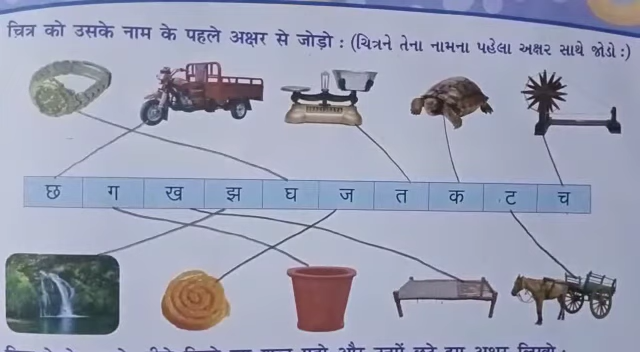 चित्र को उसके नाम के पहले अक्षर से जोड़ो : (ચિત્રને તેના નામના પહેલા અક્ષર સાથે જોડો :)
छ ग ख झ घ ज त क ट च